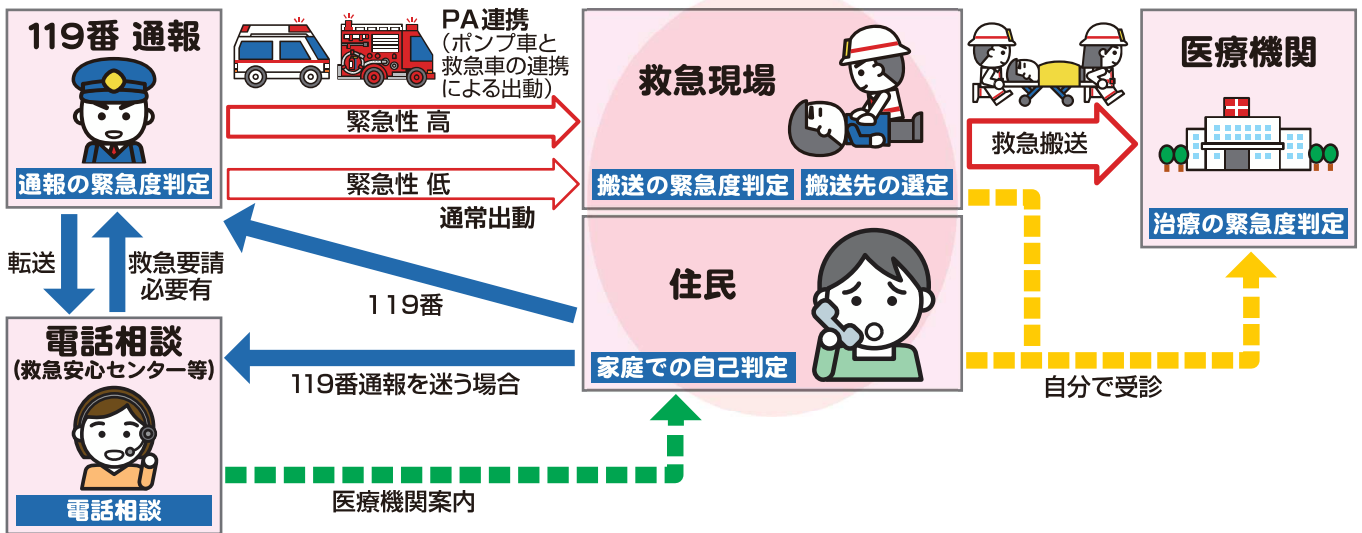 119番 通報
通報の緊急度判定
PA連携
（ポンプ車と
救急車の連携
による出動）
緊急性 高
緊急性 低
通常出動
救急現場
搬送の緊急度判定
搬送先の選定
救急搬送
医療機関
治療の緊急度判定
転送
救急要請
必要有
119番
住民
家庭での自己判定
119番通報を迷う場合
自分で受診
電話相談
(救急安心センター等)
電話相談
医療機関案内